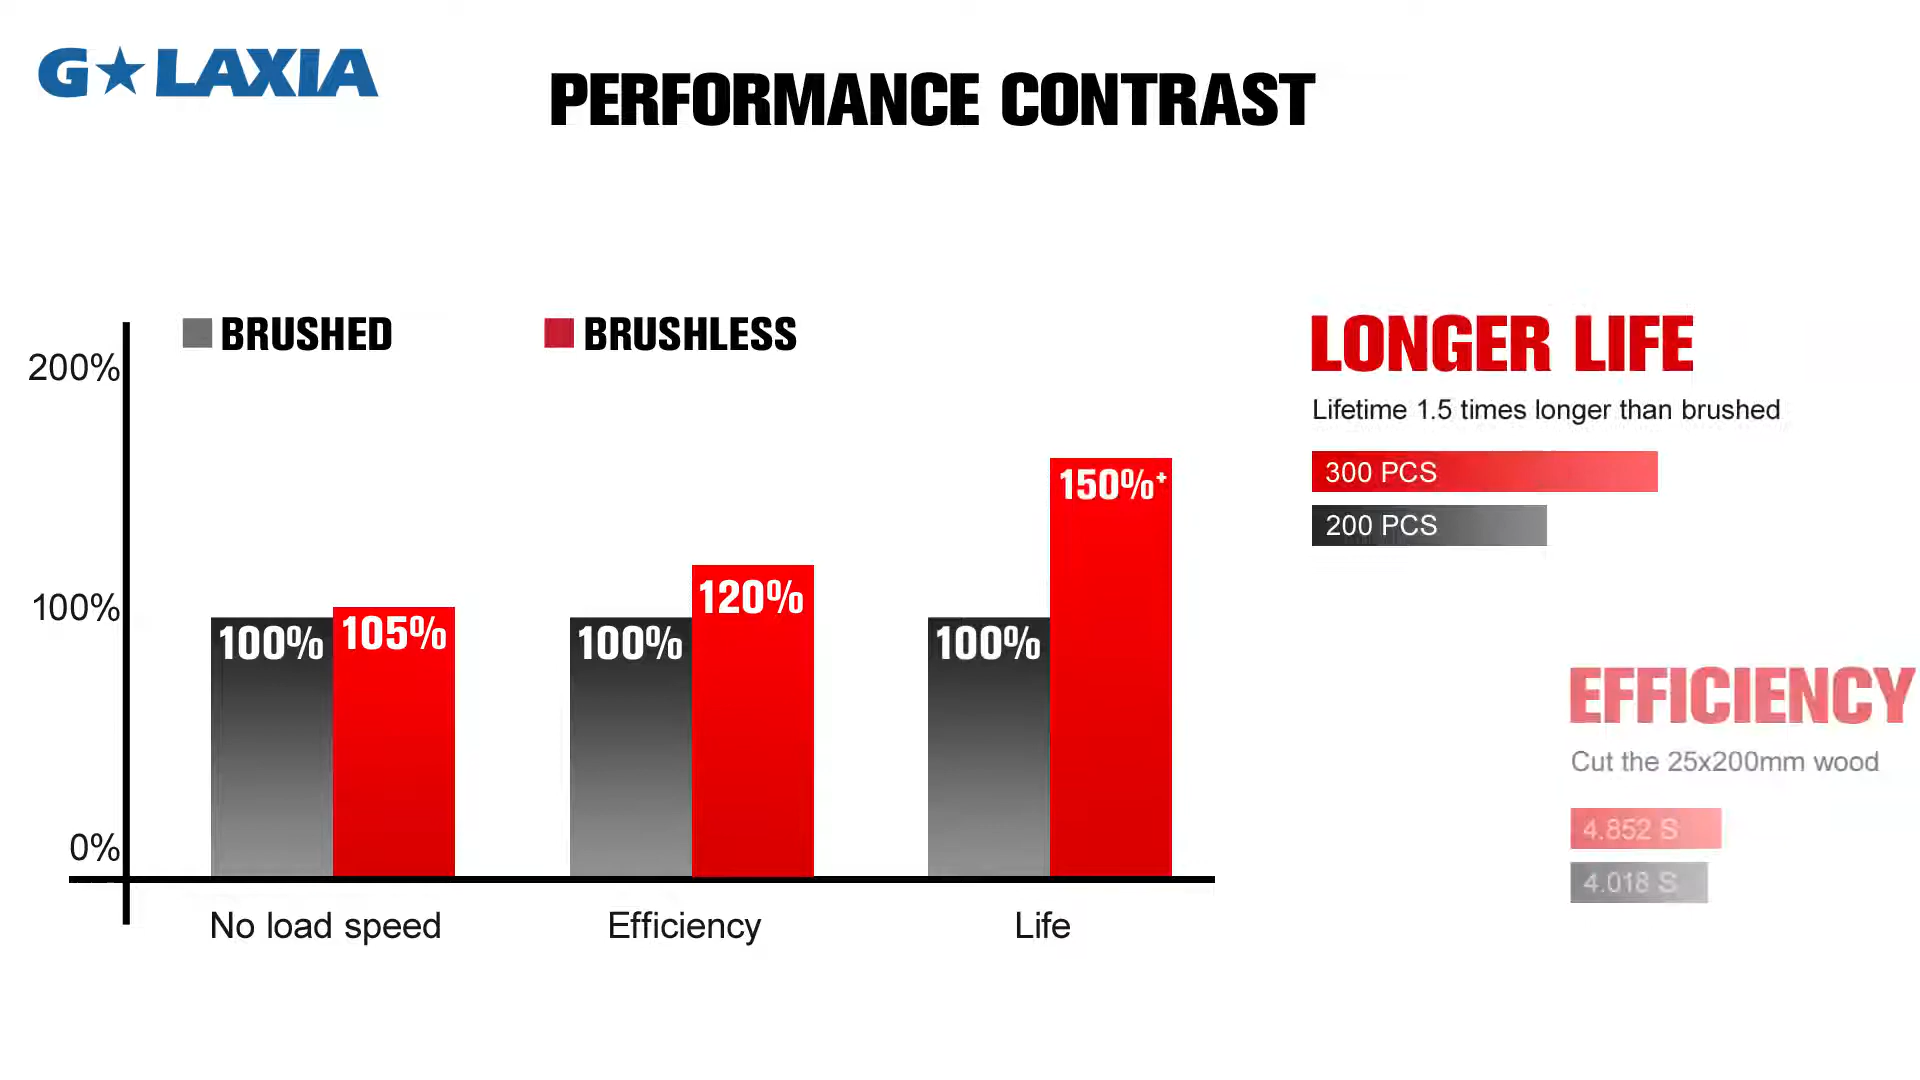 G★LAXIA
PERFORMANCE CONTRAST
BRUSHED
BRUSHLESS
200%
100%
0%
100%
105%
100%
120%
100%
150%+
No load speed
Efficiency
Life
LONGER LIFE
Lifetime 1.5 times longer than brushed
300 PCS
200 PCS
EFFICIENCY
Cut the 25x200mm wood
4.852 S
4.018 S